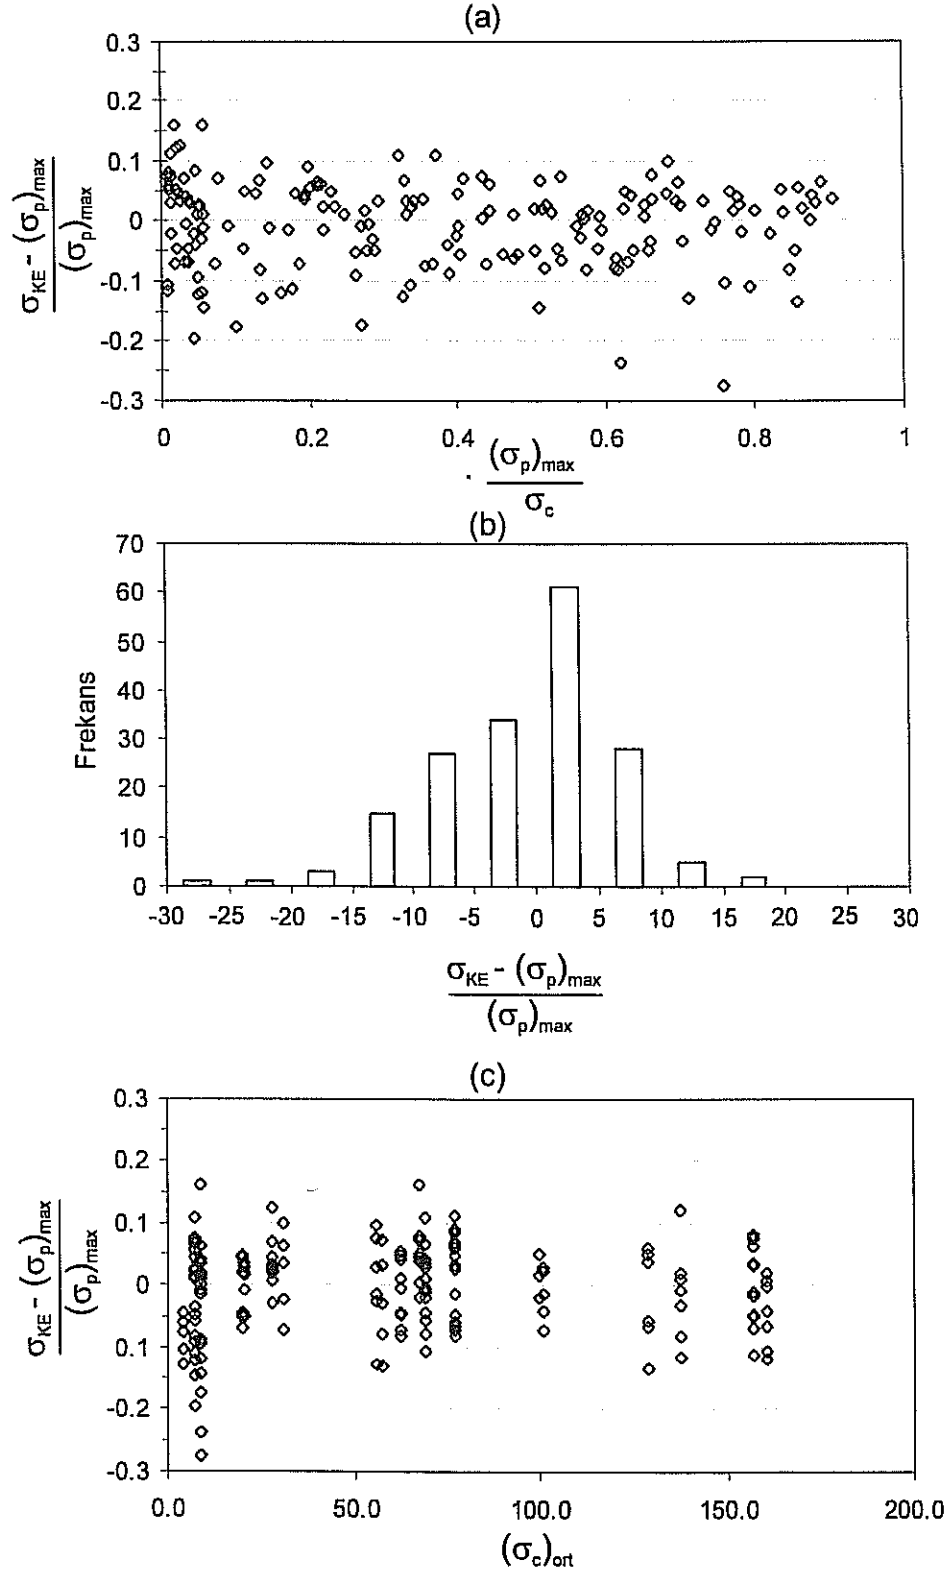 (a)
0.3
0.2
0.1
0
-0.1
-0.2
-0.3
σKE - (σp)max
(σp)max
0 0.2 0.4 0.6 0.8 1
(σp)max
σc
(b)
70
60
50
40
30
20
10
0
Frekans
-30 -25 -20 -15 -10 -5 0 5 10 15 20 25 30
σKE - (σp)max
(σp)max
(c)
0.3
0.2
0.1
0
0.1
-0.2
-0.3
σKE - (σp)max
(σp)max
0.0 50.0 100.0 150.0 200.0
(σc)ort